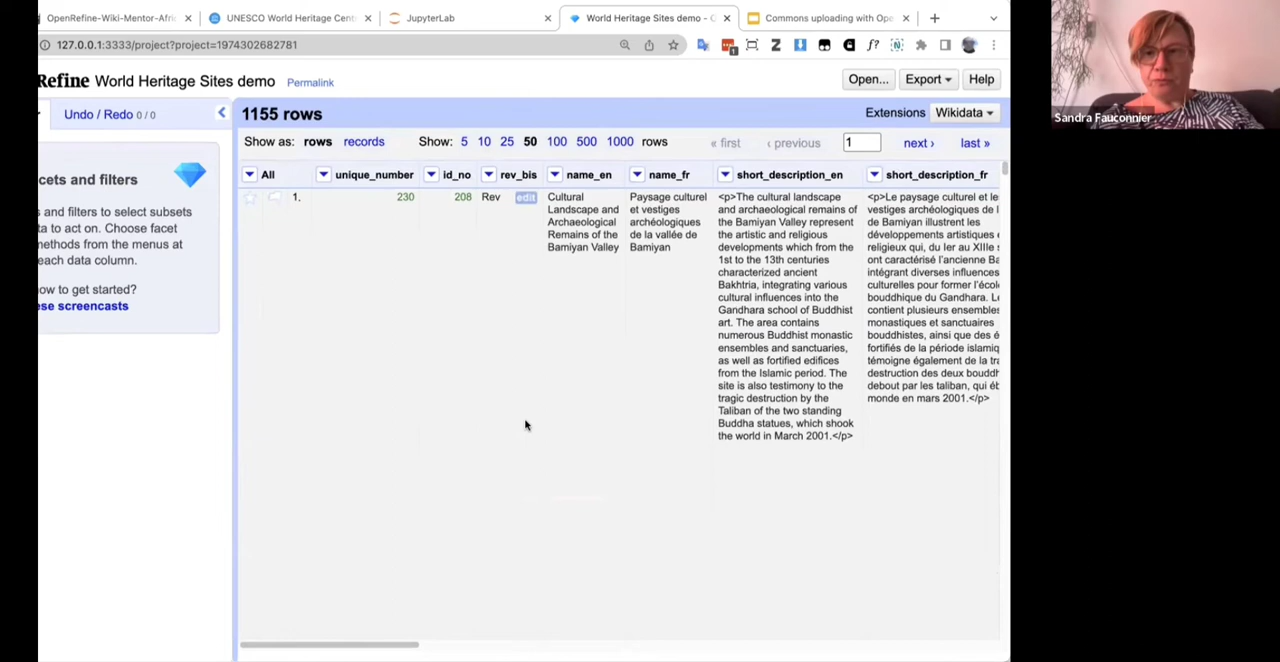 OpenRefine-Wiki-Mentor-Afri
UNESCO World Heritage Cent
JupyterLab
World Heritage Sites demo - O
Commons uploading with Ope
127.0.0.1:3333/project?project=1974302682781
Refine World Heritage Sites demo Permalink
Open... Export Help
Undo / Redo 0 / 0
1155 rows
Extensions Wikidata
Show as: rows records Show: 5 10 25 50 100 500 1000 rows
« first ‹ previous 1 next › last »
cets and filters
s and filters to select subsets
ta to act on. Choose facet
nethods from the menus at
each data column.
ow to get started?
ese screencasts
All unique_number id_no rev_bis name_en name_fr short_description_en short_description_fr
1. 230 208 Rev edit
Cultural
Landscape and
Archaeological
Remains of the
Bamiyan Valley
Paysage culturel
et vestiges
archéologiques
de la vallée de
Bamiyan
<p>The cultural landscape
and archaeological remains of
the Bamiyan Valley represent
the artistic and religious
developments which from the
1st to the 13th centuries
characterized ancient
Bakhtria, integrating various
cultural influences into the
Gandhara school of Buddhist
art. The area contains
numerous Buddhist monastic
ensembles and sanctuaries,
as well as fortified edifices
from the Islamic period. The
site is also testimony to the
tragic destruction by the
Taliban of the two standing
Buddha statues, which shook
the world in March 2001.</p>
<p>Le paysage culturel et le
vestiges archéologiques de l
de Bamiyan illustrent les
développements artistiques e
religieux qui, du Ier au XIIIe s
ont caractérisé l'ancienne Ba
intégrant diverses influences
culturelles pour former l'écol
bouddhique du Gandhara. Le
contient plusieurs ensembles
monastiques et sanctuaires
bouddhistes, ainsi que des é
fortifiés de la période islamiq
témoigne également de la tra
destruction des deux bouddh
debout par les taliban, qui éb
monde en mars 2001.</p>
Sandra Fauconnier